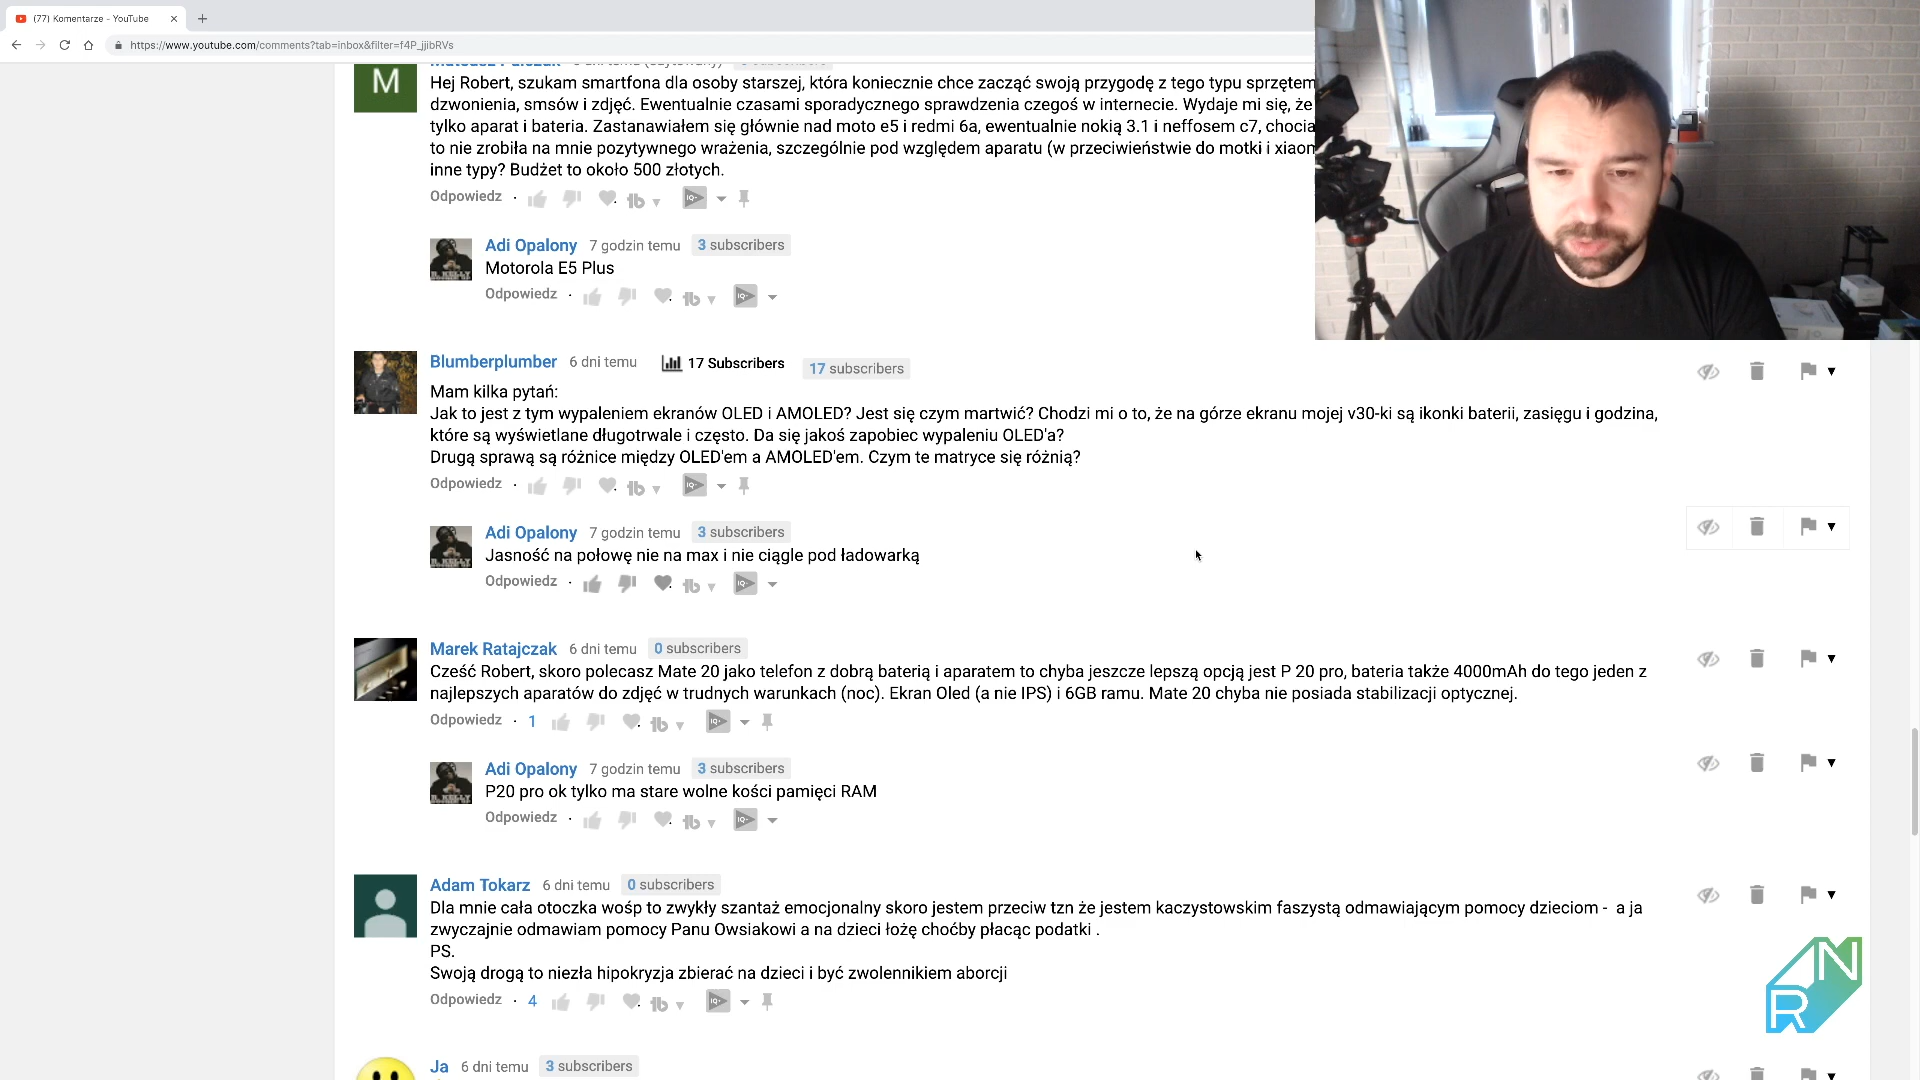 (77) Komentarze - YouTube
https://www.youtube.com/comments?tab=inbox&filter=f4P_jjibRVs
M
Hej Robert, szukam smartfona dla osoby starszej, która koniecznie chce zacząć swoją przygodę z tego typu sprzętem
dzwonienia, smsów i zdjęć. Ewentualnie czasami sporadycznego sprawdzenia czegoś w internecie. Wydaje mi się, że
tylko aparat i bateria. Zastanawiałem się głównie nad moto e5 i redmi 6a, ewentualnie nokią 3.1 i neffosem c7, chocia
to nie zrobiła na mnie pozytywnego wrażenia, szczególnie pod względem aparatu (w przeciwieństwie do motki i xiaom
inne typy? Budżet to około 500 złotych.
Odpowiedz
Adi Opalony 7 godzin temu 3 subscribers
Motorola E5 Plus
Odpowiedz
Blumberplumber 6 dni temu 17 Subscribers 17 subscribers
Mam kilka pytań:
Jak to jest z tym wypaleniem ekranów OLED i AMOLED? Jest się czym martwić? Chodzi mi o to, że na górze ekranu mojej v30-ki są ikonki baterii, zasięgu i godzina,
które są wyświetlane długotrwale i często. Da się jakoś zapobiec wypaleniu OLED'a?
Drugą sprawą są różnice między OLED'em a AMOLED'em. Czym te matryce się różnią?
Odpowiedz
Adi Opalony 7 godzin temu 3 subscribers
Jasność na połowę nie na max i nie ciągle pod ładowarką
Odpowiedz
Marek Ratajczak 6 dni temu 0 subscribers
Cześć Robert, skoro polecasz Mate 20 jako telefon z dobrą baterią i aparatem to chyba jeszcze lepszą opcją jest P 20 pro, bateria także 4000mAh do tego jeden z
najlepszych aparatów do zdjęć w trudnych warunkach (noc). Ekran Oled (a nie IPS) i 6GB ramu. Mate 20 chyba nie posiada stabilizacji optycznej.
Odpowiedz · 1
Adi Opalony 7 godzin temu 3 subscribers
P20 pro ok tylko ma stare wolne kości pamięci RAM
Odpowiedz
Adam Tokarz 6 dni temu 0 subscribers
Dla mnie cała otoczka wośp to zwykły szantaż emocjonalny skoro jestem przeciw tzn że jestem kaczystowskim faszystą odmawiającym pomocy dzieciom - a ja
zwyczajnie odmawiam pomocy Panu Owsiakowi a na dzieci łożę choćby płacąc podatki .
PS.
Swoją drogą to niezła hipokryzja zbierać na dzieci i być zwolennikiem aborcji
Odpowiedz · 4
Ja 6 dni temu 3 subscribers
RN